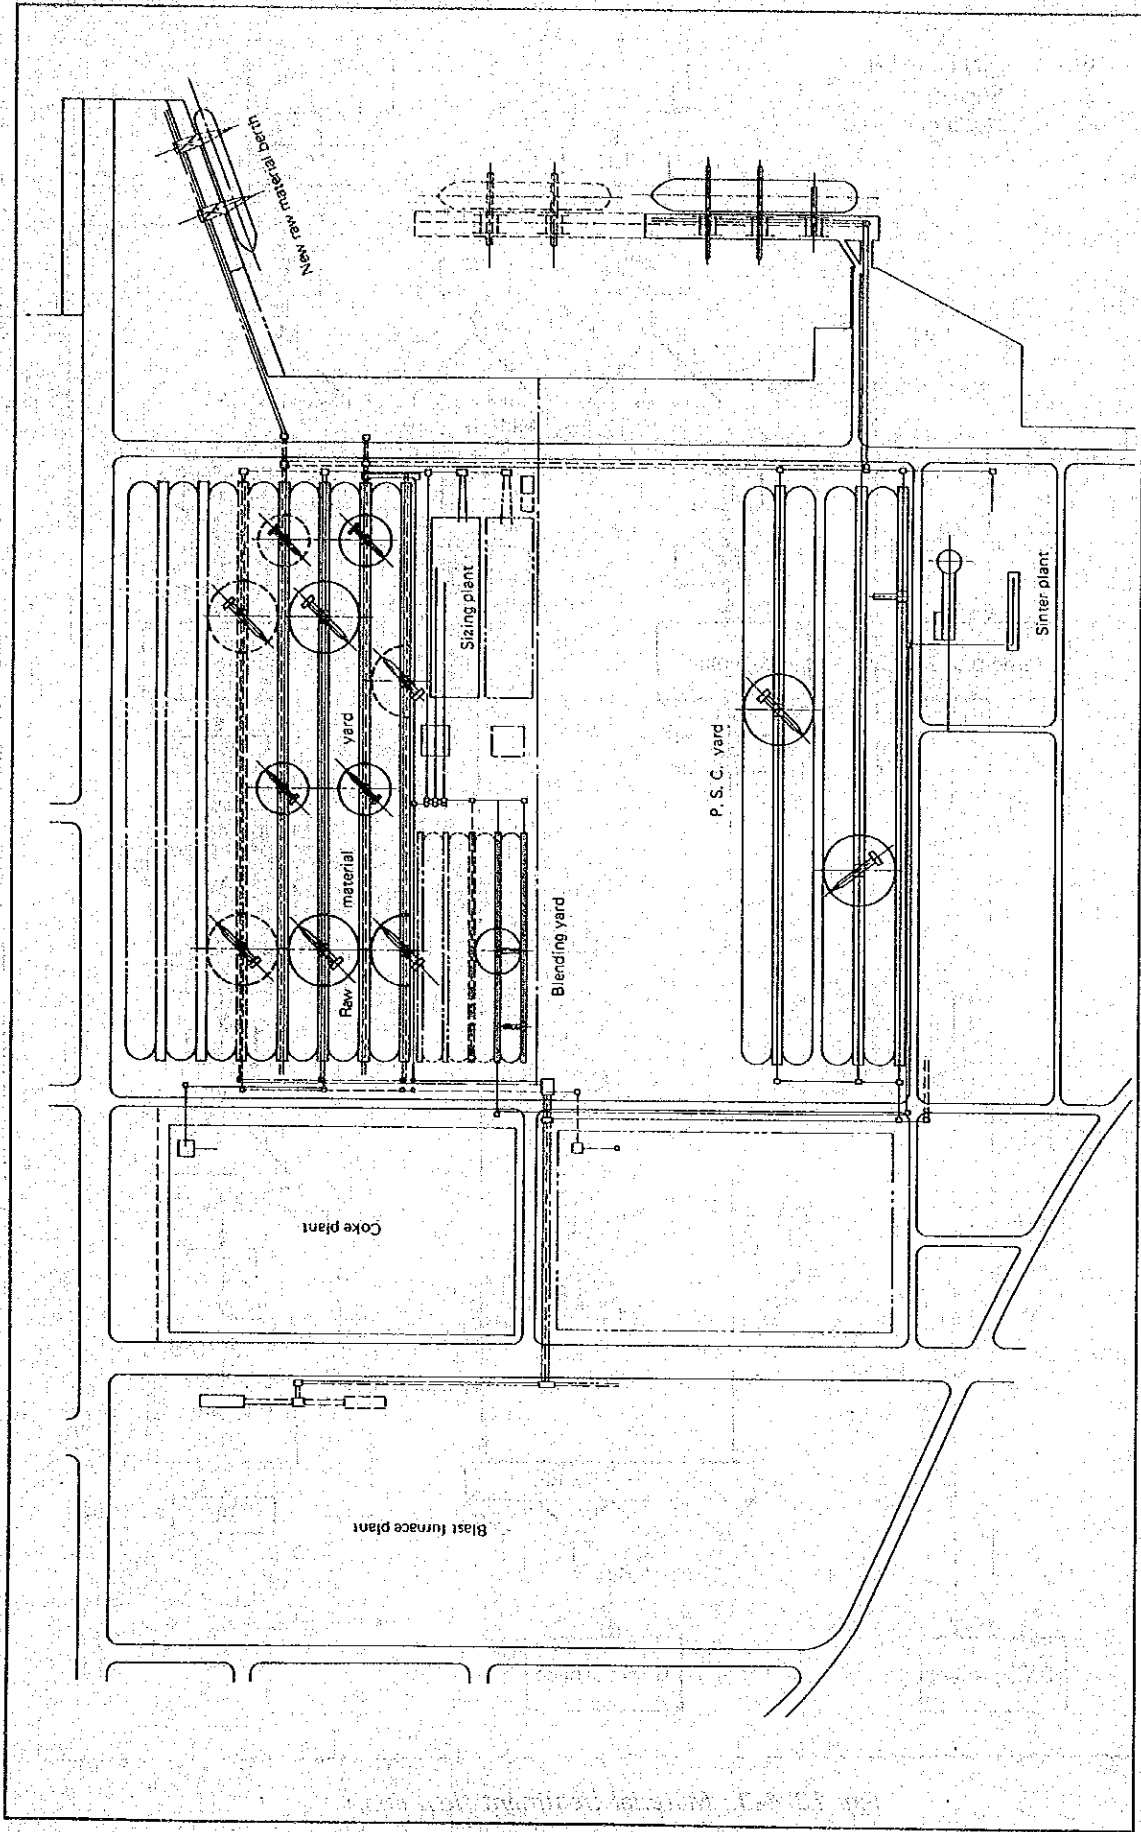 New raw material berth
Sizing plant
Raw material yard
Blending yard
P. S. C. yard
Sinter plant
Coke plant
Blast furnace plant